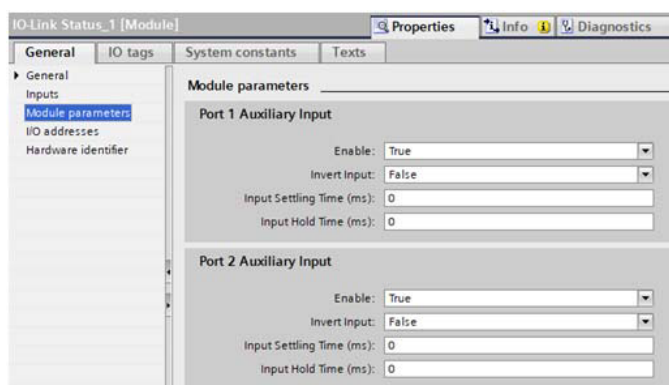 IO-Link Status_1 [Module]
Properties Info Diagnostics
General IO tags System constants Texts
General
Inputs
Module parameters
I/O addresses
Hardware identifier
Module parameters
Port 1 Auxiliary Input
Enable: True
Invert Input: False
Input Settling Time (ms): 0
Input Hold Time (ms): 0
Port 2 Auxiliary Input
Enable: True
Invert Input: False
Input Settling Time (ms): 0
Input Hold Time (ms): 0